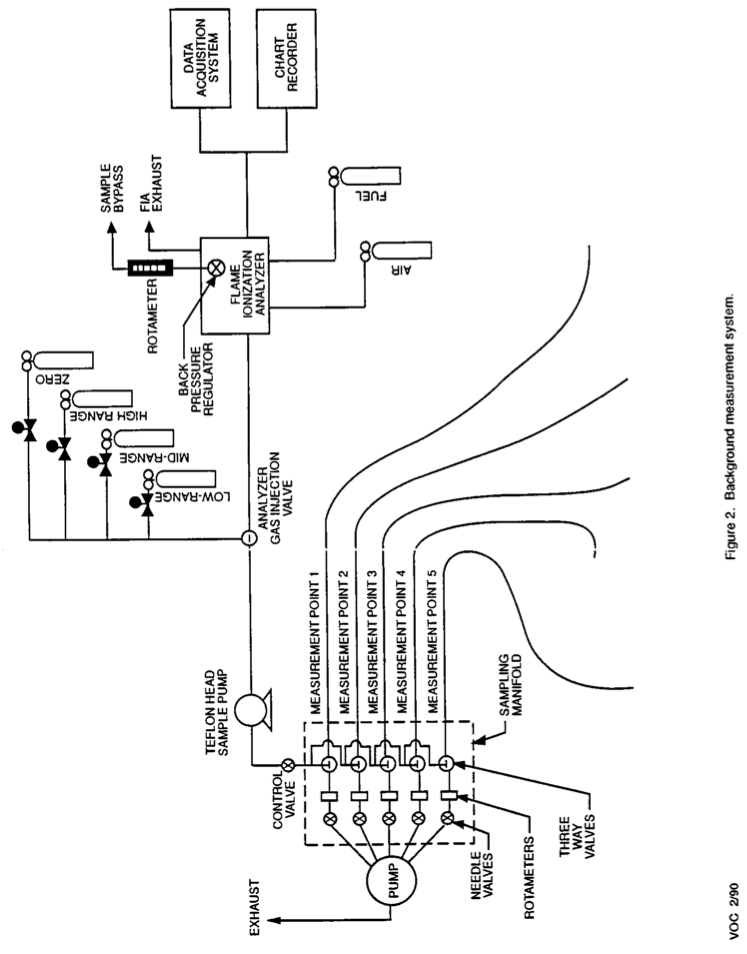 DATA
ACQUISITION
SYSTEM
CHART
RECORDER
SAMPLE
BYPASS
FIA
EXHAUST
ROTAMETER
BACK
PRESSURE
REGULATOR
FLAME
IONIZATION
ANALYZER
FUEL
AIR
ZERO
HIGH RANGE
MID-RANGE
LOW-RANGE
ANALYZER
GAS INJECTION
VALVE
TEFLON HEAD
SAMPLE PUMP
MEASUREMENT POINT 1
MEASUREMENT POINT 2
MEASUREMENT POINT 3
MEASUREMENT POINT 4
MEASUREMENT POINT 5
SAMPLING
MANIFOLD
CONTROL
VALVE
THREE
WAY
VALVES
ROTAMETERS
NEEDLE
VALVES
PUMP
EXHAUST
Figure 2. Background measurement system.
VOC 2/90